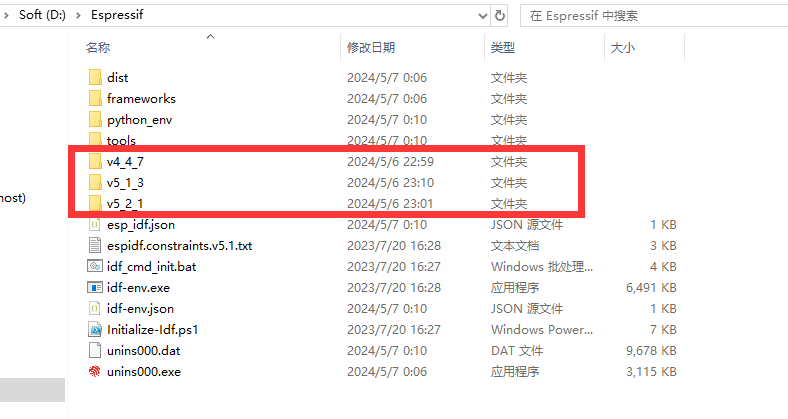 Soft (D:) Espressif 在 Espressif 中搜索
名称 修改日期 类型 大小
dist 2024/5/7 0:06 文件夹
frameworks 2024/5/7 0:06 文件夹
python_env 2024/5/7 0:10 文件夹
tools 2024/5/7 0:10 文件夹
v4_4_7 2024/5/6 22:59 文件夹
v5_1_3 2024/5/6 23:10 文件夹
v5_2_1 2024/5/6 23:01 文件夹
esp_idf.json 2024/5/7 0:10 JSON 源文件 1 KB
espidf.constraints.v5.1.txt 2023/7/20 16:28 文本文档 3 KB
idf_cmd_init.bat 2023/7/20 16:27 Windows 批处理... 4 KB
idf-env.exe 2023/7/20 16:28 应用程序 6,491 KB
idf-env.json 2024/5/7 0:10 JSON 源文件 1 KB
Initialize-Idf.ps1 2023/7/20 16:27 Windows Power... 7 KB
unins000.dat 2024/5/7 0:10 DAT 文件 9,678 KB
unins000.exe 2024/5/7 0:06 应用程序 3,115 KB
host)